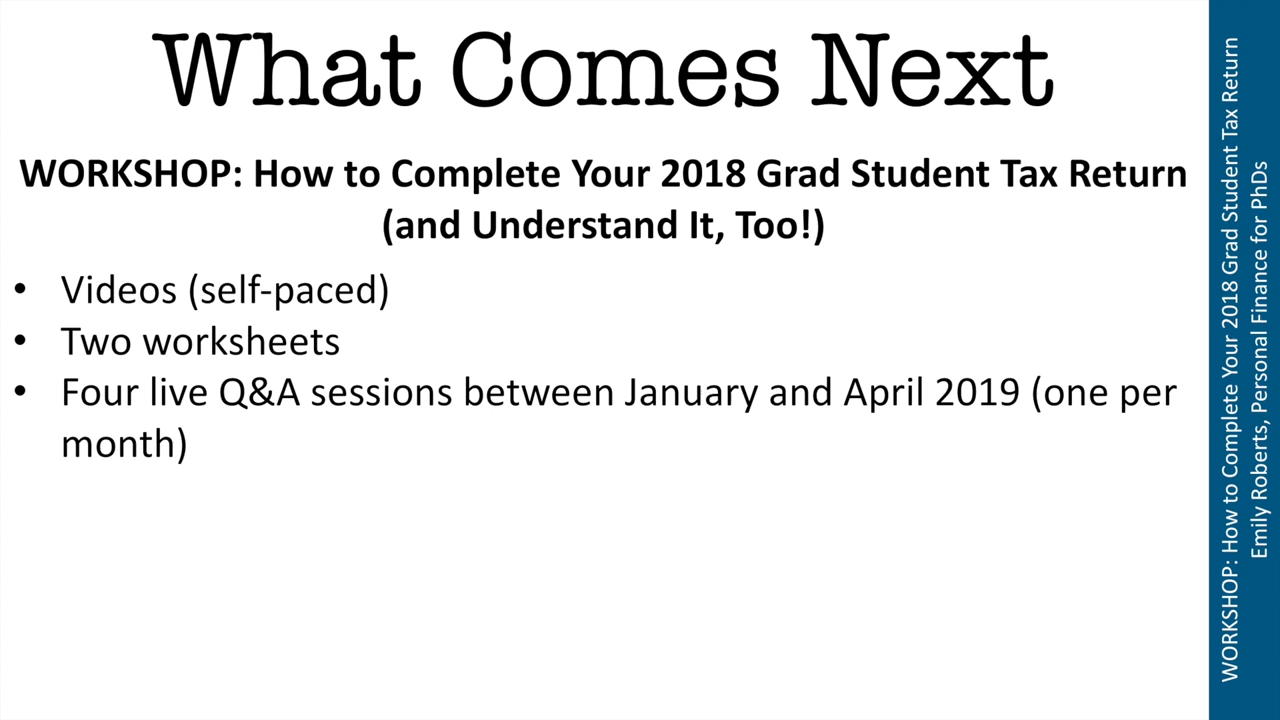 What Comes Next
WORKSHOP: How to Complete Your 2018 Grad Student Tax Return
(and Understand It, Too!)
• Videos (self-paced)
• Two worksheets
• Four live Q&A sessions between January and April 2019 (one per
month)
WORKSHOP: How to Complete Your 2018 Grad Student Tax Return
Emily Roberts, Personal Finance for PhDs